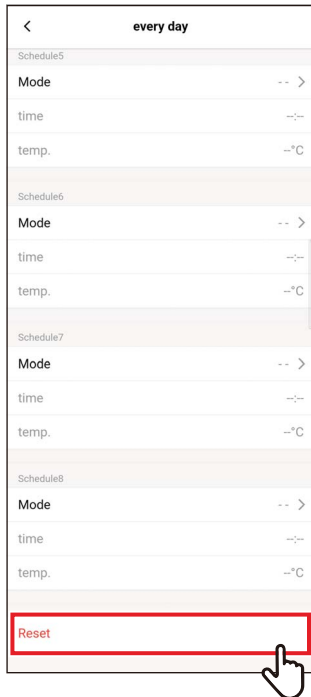 every day
Schedule5
Mode -- >
time --:--
temp. --°C
Schedule6
Mode -- >
time --:--
temp. --°C
Schedule7
Mode -- >
time --:--
temp. --°C
Schedule8
Mode -- >
time --:--
temp. --°C
Reset